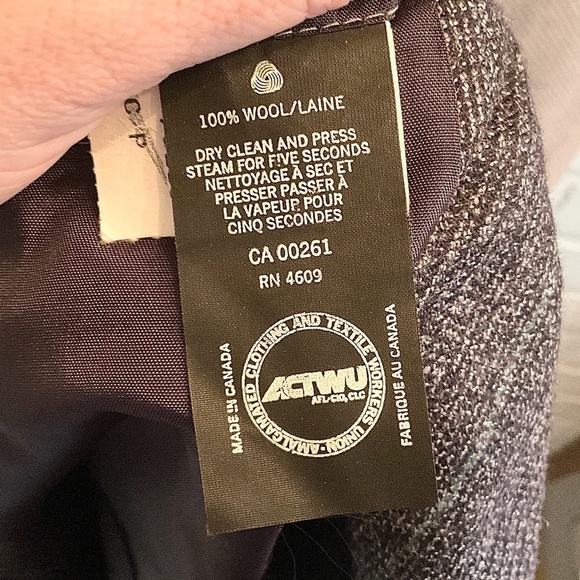 100% WOOL/LAINE
DRY CLEAN AND PRESS
STEAM FOR FIVE SECONDS
NETTOYAGE À SEC ET
PRESSER PASSER À
LA VAPEUR POUR
CINQ SECONDES
CA 00261
RN 4609
MADE IN CANADA
AMALGAMATED CLOTHING AND TEXTILE WORKERS UNION-
ACTWU
AFL/CIO, CLC
FABRIQUE AU CANADA